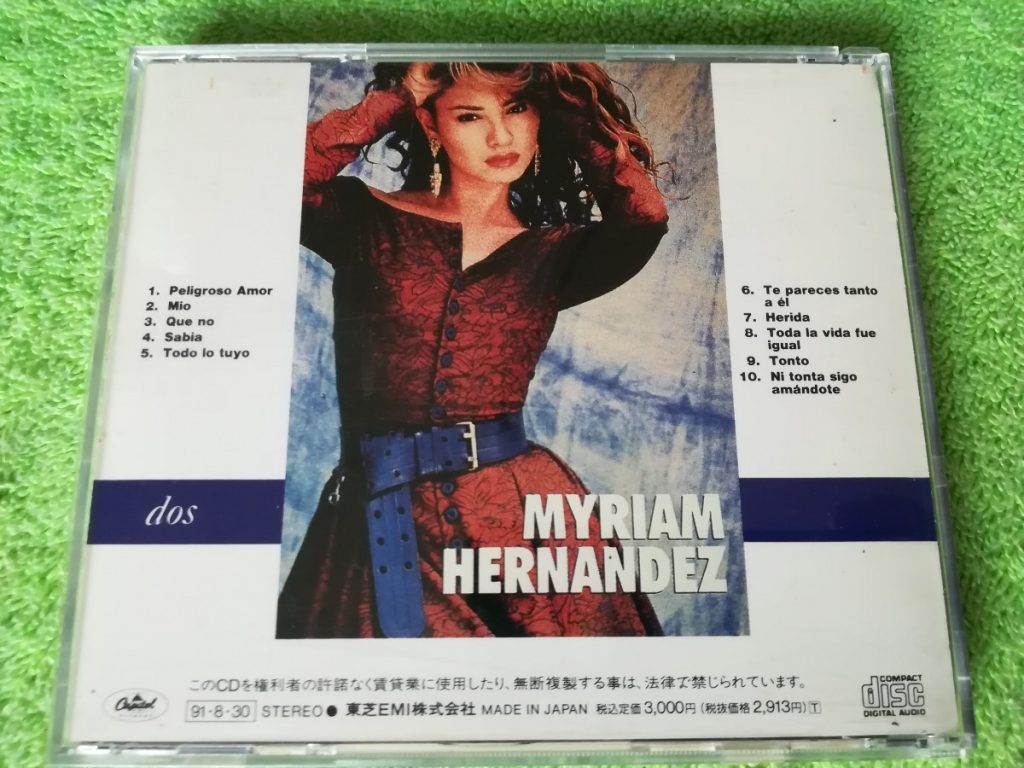 1. Peligroso Amor
2. Mio
3. Que no
4. Sabia
5. Todo lo tuyo
6. Te pareces tanto
a él
7. Herida
8. Toda la vida fue
igual
9. Tonto
10. Ni tonta sigo
amándote
dos
MYRIAM
HERNANDEZ
このCDを権利者の許諾なく賃貸業に使用したり、無断複製する事は、法律で禁じられています。
Capitol
91・8・30 STEREO● 東芝EMI株式会社 MADE IN JAPAN 税込定価3,000円(税抜価格2,913円)T
COMPACT
disc
DIGITAL AUDIO